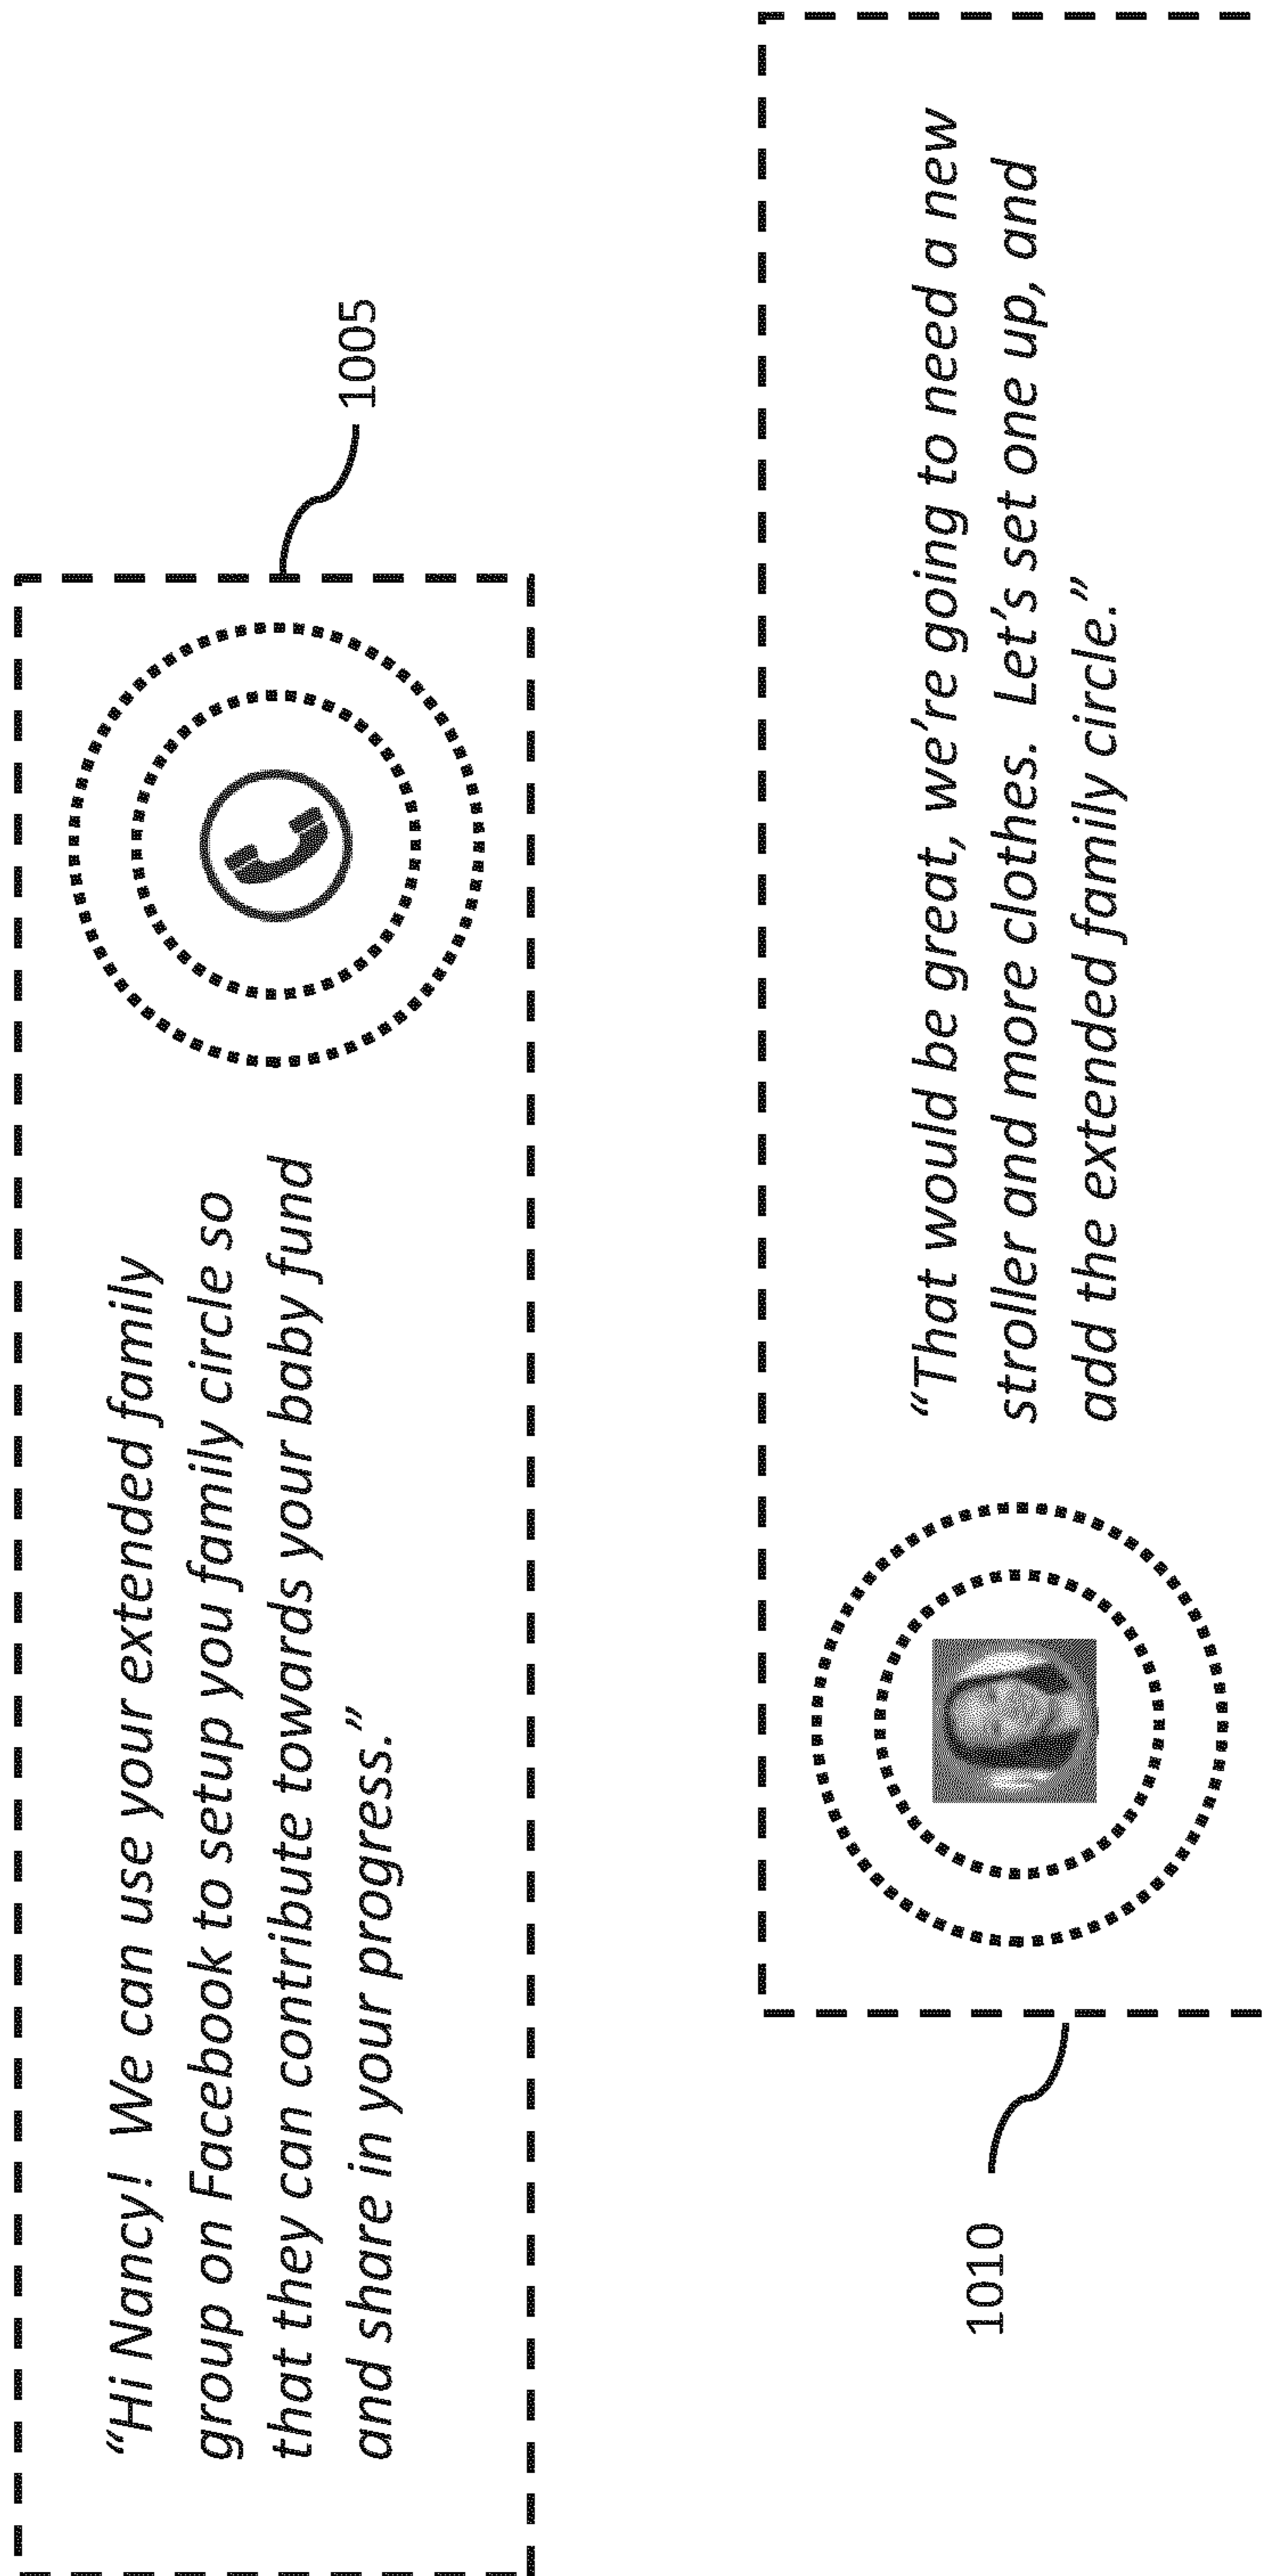 “Hi Nancy!  We can use your extended family
group on Facebook to setup you family circle so
that they can contribute towards your baby fund
and share in your progress.”
1005
1010
“That would be great, we’re going to need a new
stroller and more clothes.  Let’s set one up, and
add the extended family circle.”